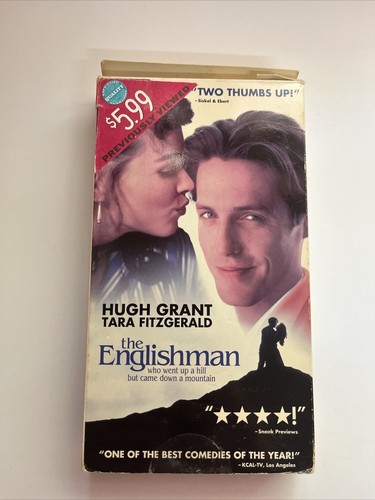 QUALITY
$5.99
PREVIOUSLY VIEWED
"TWO THUMBS UP!"
- Siskel & Ebert
HUGH GRANT
TARA FITZGERALD
the
Englishman
who went up a hill
but came down a mountain
"★★★★!"
- Sneak Previews
"ONE OF THE BEST COMEDIES OF THE YEAR!"
- KCAL-TV, Los Angeles